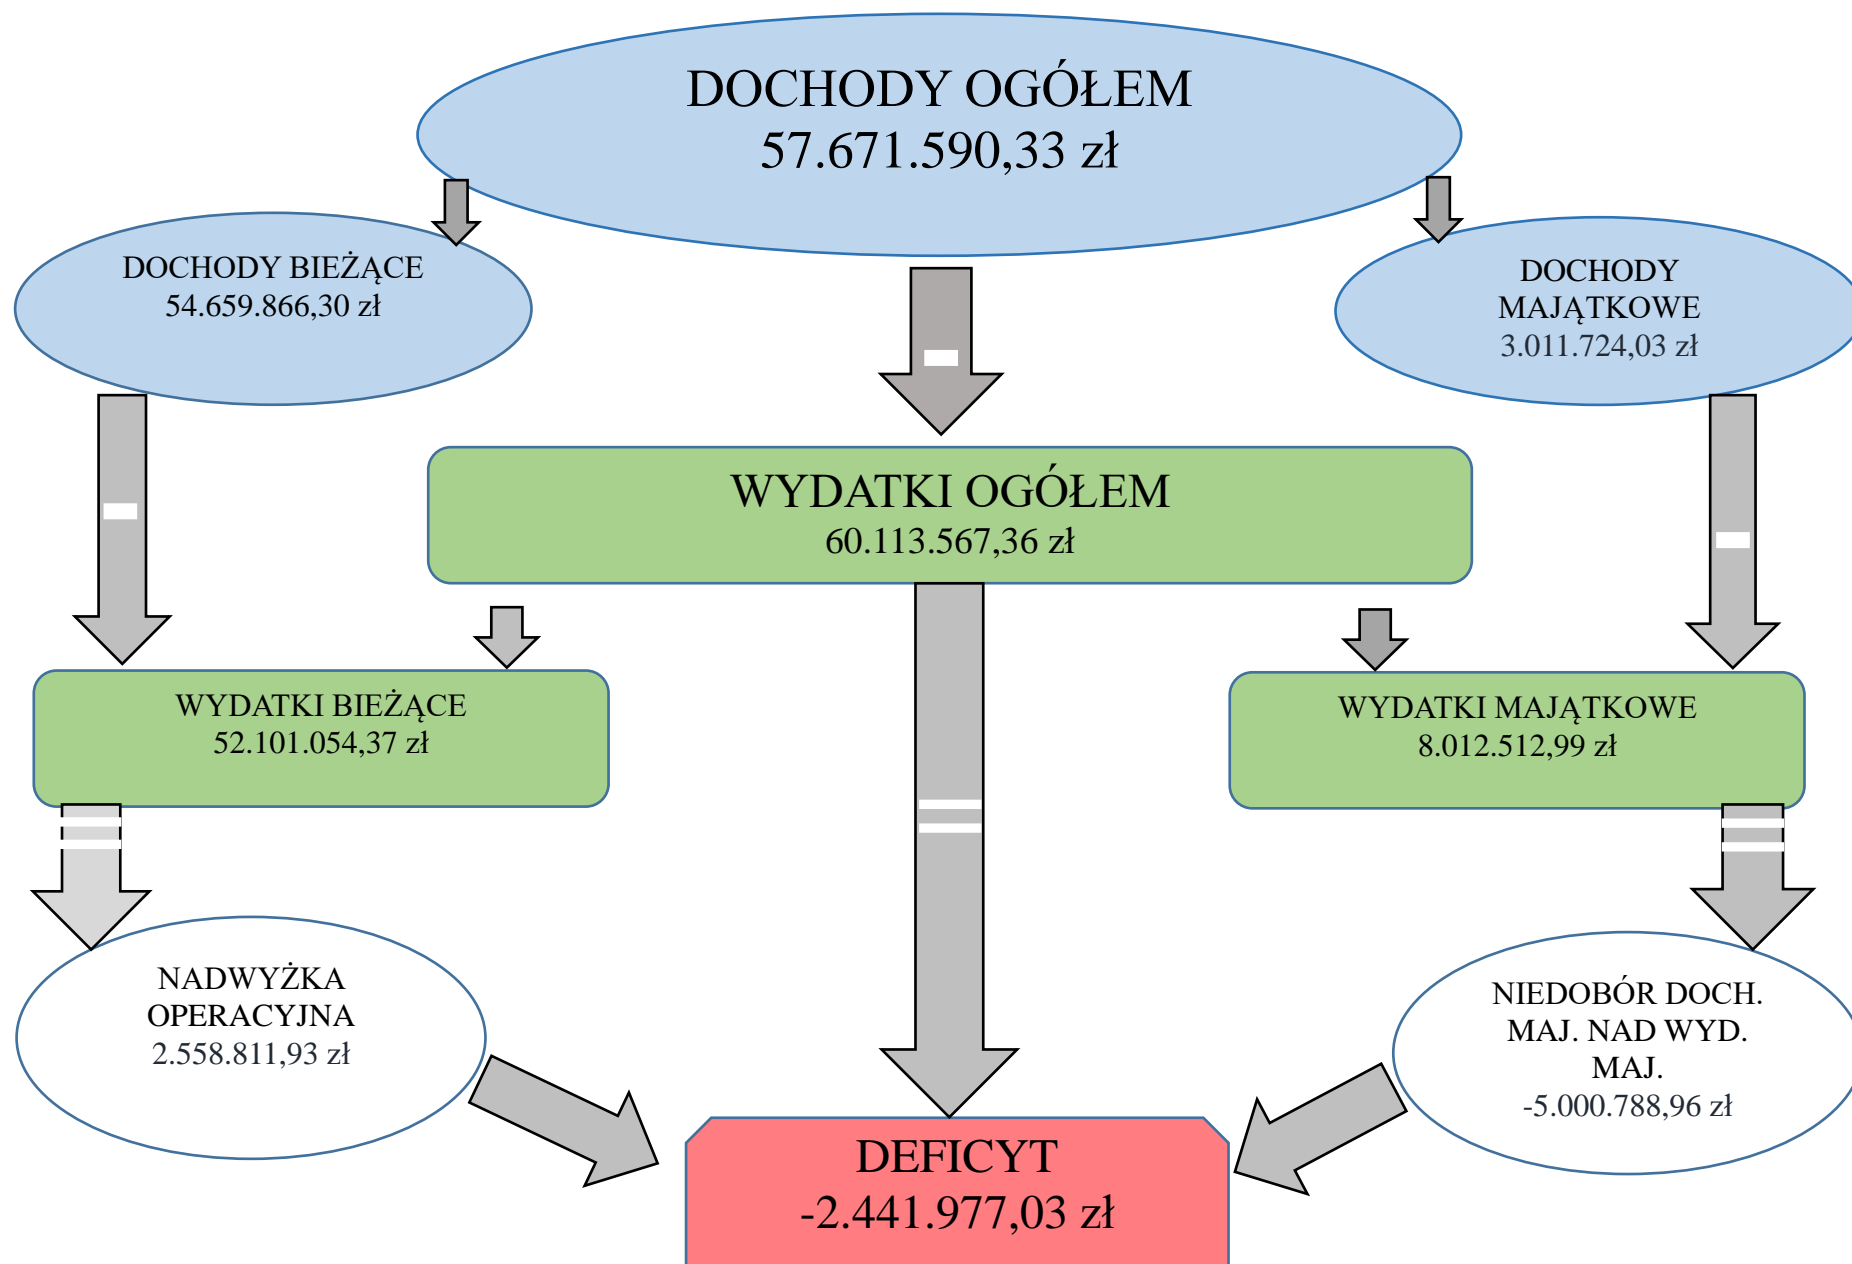 DOCHODY OGÓŁEM
57.671.590,33 zł
DOCHODY BIEŻĄCE
54.659.866,30 zł
DOCHODY
MAJĄTKOWE
3.011.724,03 zł
WYDATKI OGÓŁEM
60.113.567,36 zł
WYDATKI BIEŻĄCE
52.101.054,37 zł
WYDATKI MAJĄTKOWE
8.012.512,99 zł
NADWYŻKA
OPERACYJNA
2.558.811,93 zł
NIEDOBÓR DOCH.
MAJ. NAD WYD.
MAJ.
-5.000.788,96 zł
DEFICYT
-2.441.977,03 zł